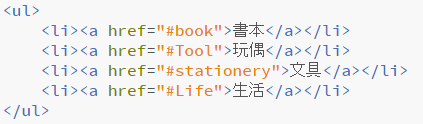 <ul>
    <li><a href="#book">書本</a></li>
    <li><a href="#Tool">玩偶</a></li>
    <li><a href="#stationery">文具</a></li>
    <li><a href="#Life">生活</a></li>
</ul>